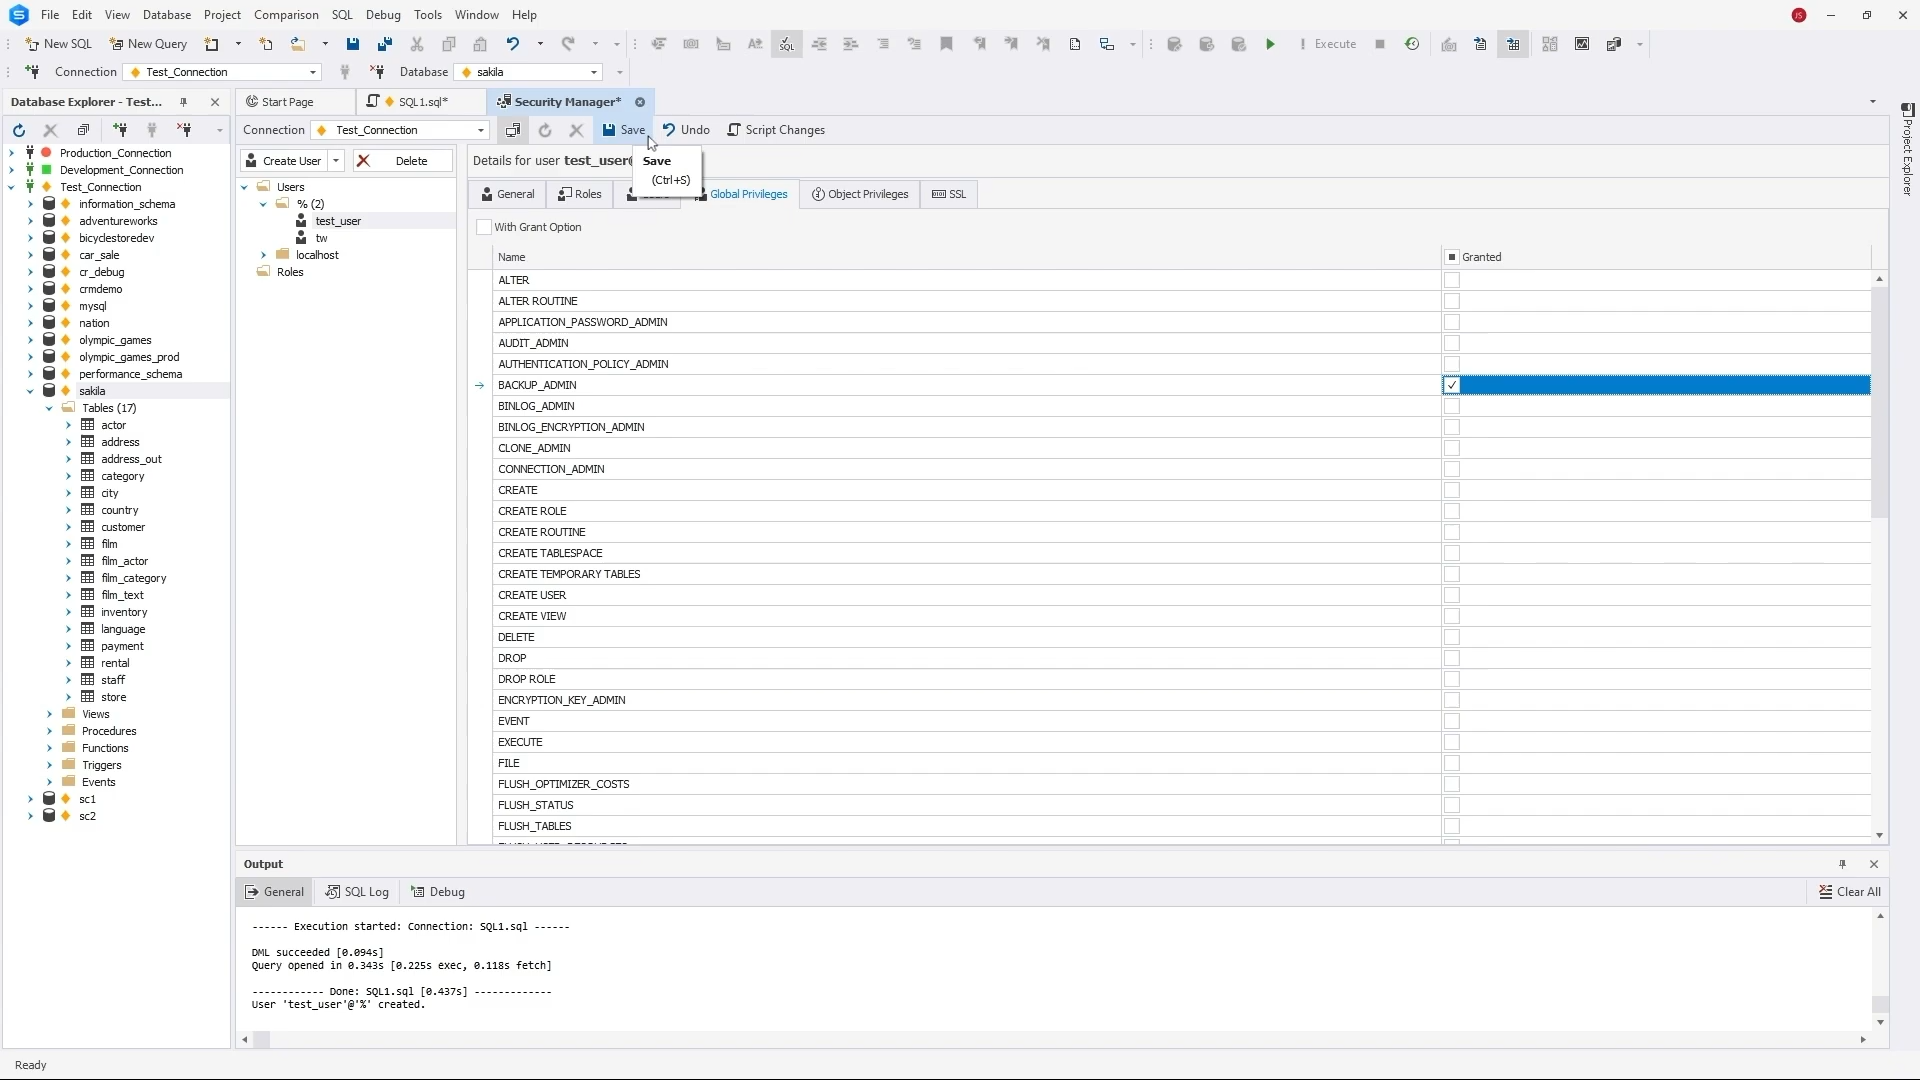 File Edit View Database Project Comparison SQL Debug Tools Window Help
JS
New SQL New Query Execute
Connection Test_Connection Database sakila
Database Explorer - Test...
Start Page SQL1.sql* Security Manager*
Connection Test_Connection Save Undo Script Changes
Save
(Ctrl+S)
Production_Connection
Development_Connection
Test_Connection
information_schema
adventureworks
bicyclestoredev
car_sale
cr_debug
crmdemo
mysql
nation
olympic_games
olympic_games_prod
performance_schema
sakila
Tables (17)
actor
address
address_out
category
city
country
customer
film
film_actor
film_category
film_text
inventory
language
payment
rental
staff
store
Views
Procedures
Functions
Triggers
Events
sc1
sc2
Create User Delete
Users
% (2)
test_user
tw
localhost
Roles
Details for user test_user
General Roles Global Privileges Object Privileges SSL
With Grant Option
Name Granted
ALTER
ALTER ROUTINE
APPLICATION_PASSWORD_ADMIN
AUDIT_ADMIN
AUTHENTICATION_POLICY_ADMIN
BACKUP_ADMIN
BINLOG_ADMIN
BINLOG_ENCRYPTION_ADMIN
CLONE_ADMIN
CONNECTION_ADMIN
CREATE
CREATE ROLE
CREATE ROUTINE
CREATE TABLESPACE
CREATE TEMPORARY TABLES
CREATE USER
CREATE VIEW
DELETE
DROP
DROP ROLE
ENCRYPTION_KEY_ADMIN
EVENT
EXECUTE
FILE
FLUSH_OPTIMIZER_COSTS
FLUSH_STATUS
FLUSH_TABLES
Project Explorer
Output
General SQL Log Debug Clear All
------ Execution started: Connection: SQL1.sql ------
DML succeeded [0.094s]
Query opened in 0.343s [0.225s exec, 0.118s fetch]
------------ Done: SQL1.sql [0.437s] -------------
User 'test_user'@'%' created.
Ready